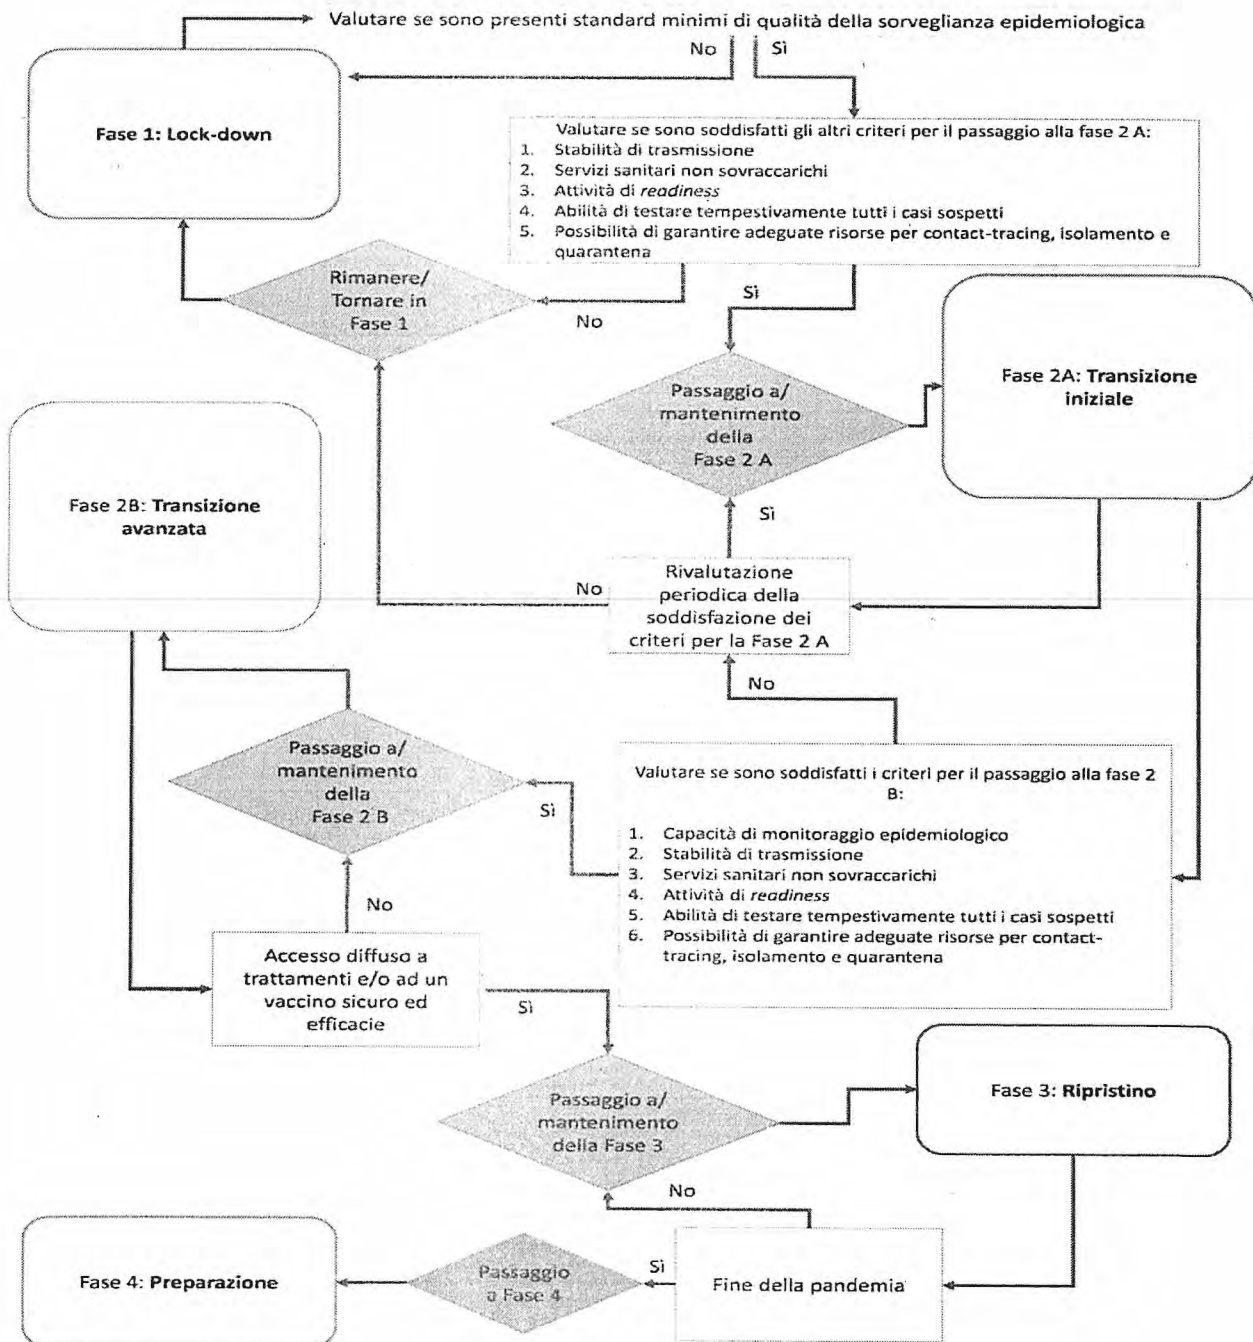 Valutare se sono presenti standard minimi di qualità della sorveglianza epidemiologica
No
Sì
Fase 1: Lock-down
Valutare se sono soddisfatti gli altri criteri per il passaggio alla fase 2 A:
1. Stabilità di trasmissione
2. Servizi sanitari non sovraccarichi
3. Attività di readiness
4. Abilità di testare tempestivamente tutti i casi sospetti
5. Possibilità di garantire adeguate risorse per contact-tracing, isolamento e
quarantena
Rimanere/
Tornare in
Fase 1
No
Sì
Passaggio a/
mantenimento
della
Fase 2 A
Fase 2A: Transizione
iniziale
Fase 2B: Transizione
avanzata
Sì
No
Rivalutazione
periodica della
soddisfazione dei
criteri per la Fase 2 A
No
Passaggio a/
mantenimento
della
Fase 2 B
Sì
Valutare se sono soddisfatti i criteri per il passaggio alla fase 2
B:
1. Capacità di monitoraggio epidemiologico
2. Stabilità di trasmissione
3. Servizi sanitari non sovraccarichi
4. Attività di readiness
5. Abilità di testare tempestivamente tutti i casi sospetti
6. Possibilità di garantire adeguate risorse per contact-
tracing, isolamento e quarantena
No
Accesso diffuso a
trattamenti e/o ad un
vaccino sicuro ed
efficacie
Sì
Passaggio a/
mantenimento
della Fase 3
Fase 3: Ripristino
No
Fine della pandemia
Sì
Passaggio
a Fase 4
Fase 4: Preparazione